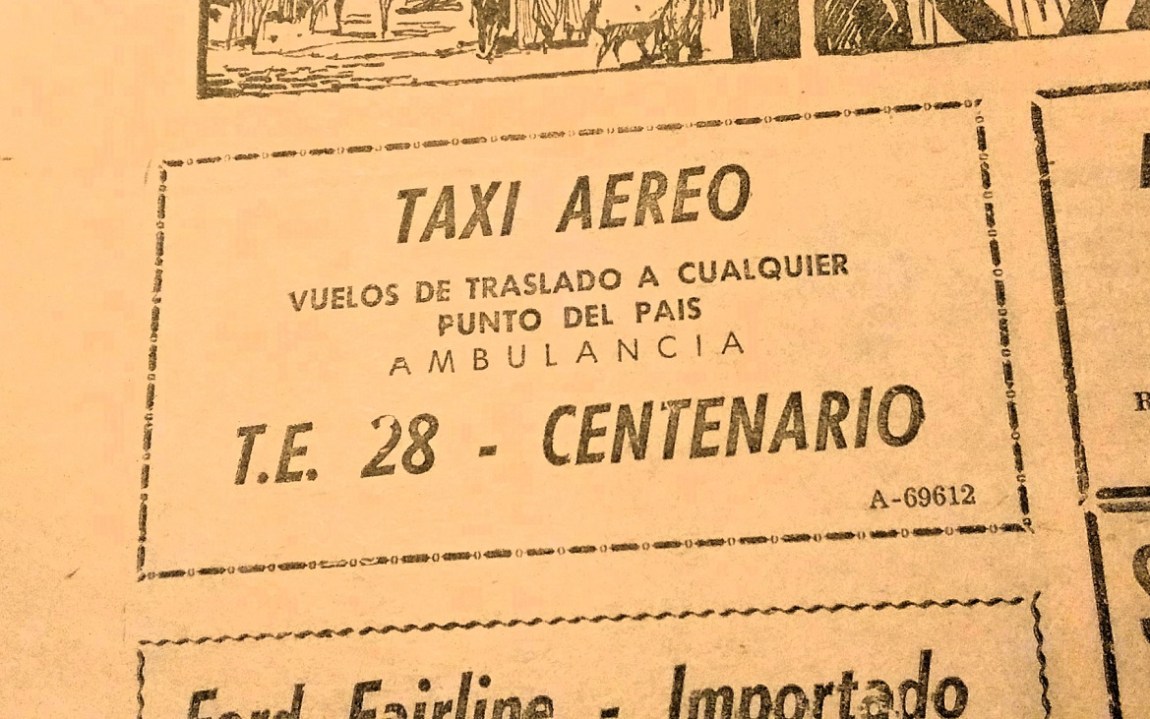 TAXI AEREO
VUELOS DE TRASLADO A CUALQUIER
PUNTO DEL PAIS
AMBULANCIA
T.E. 28 - CENTENARIO
A-69612
Ford Fairline - Importado